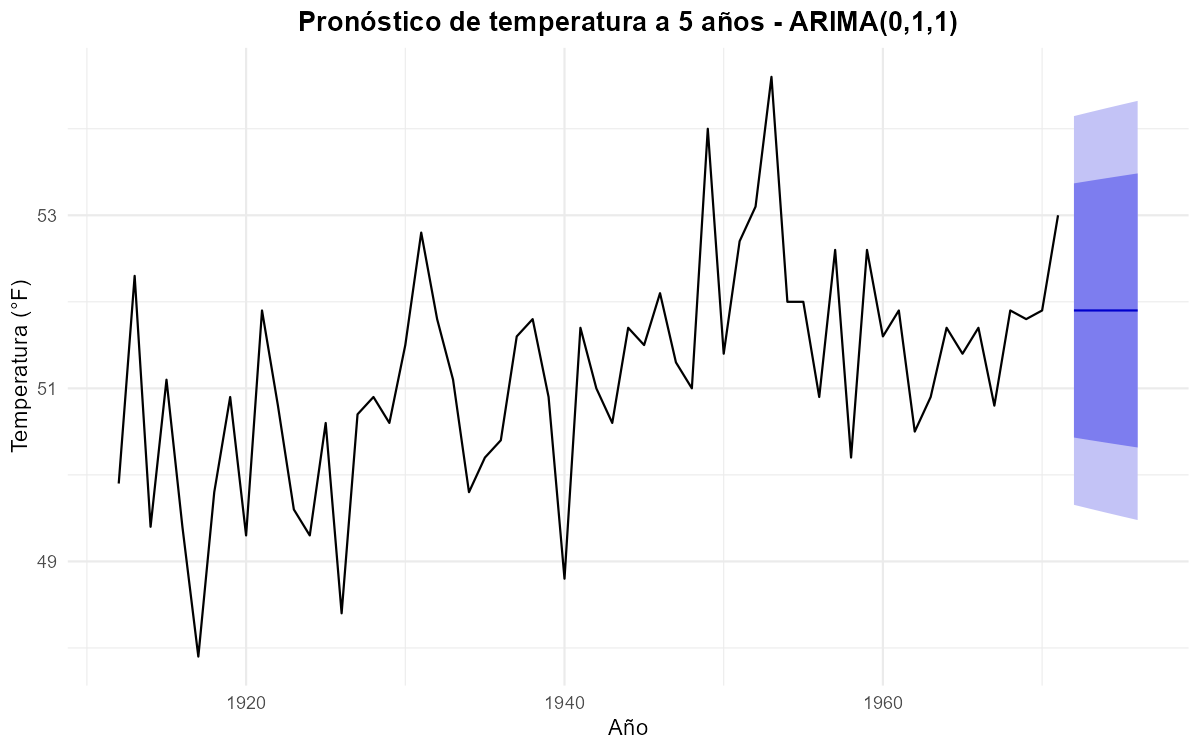 Pronóstico de temperatura a 5 años - ARIMA(0,1,1)
Temperatura (°F)
53
51
49
1920
1940
1960
Año